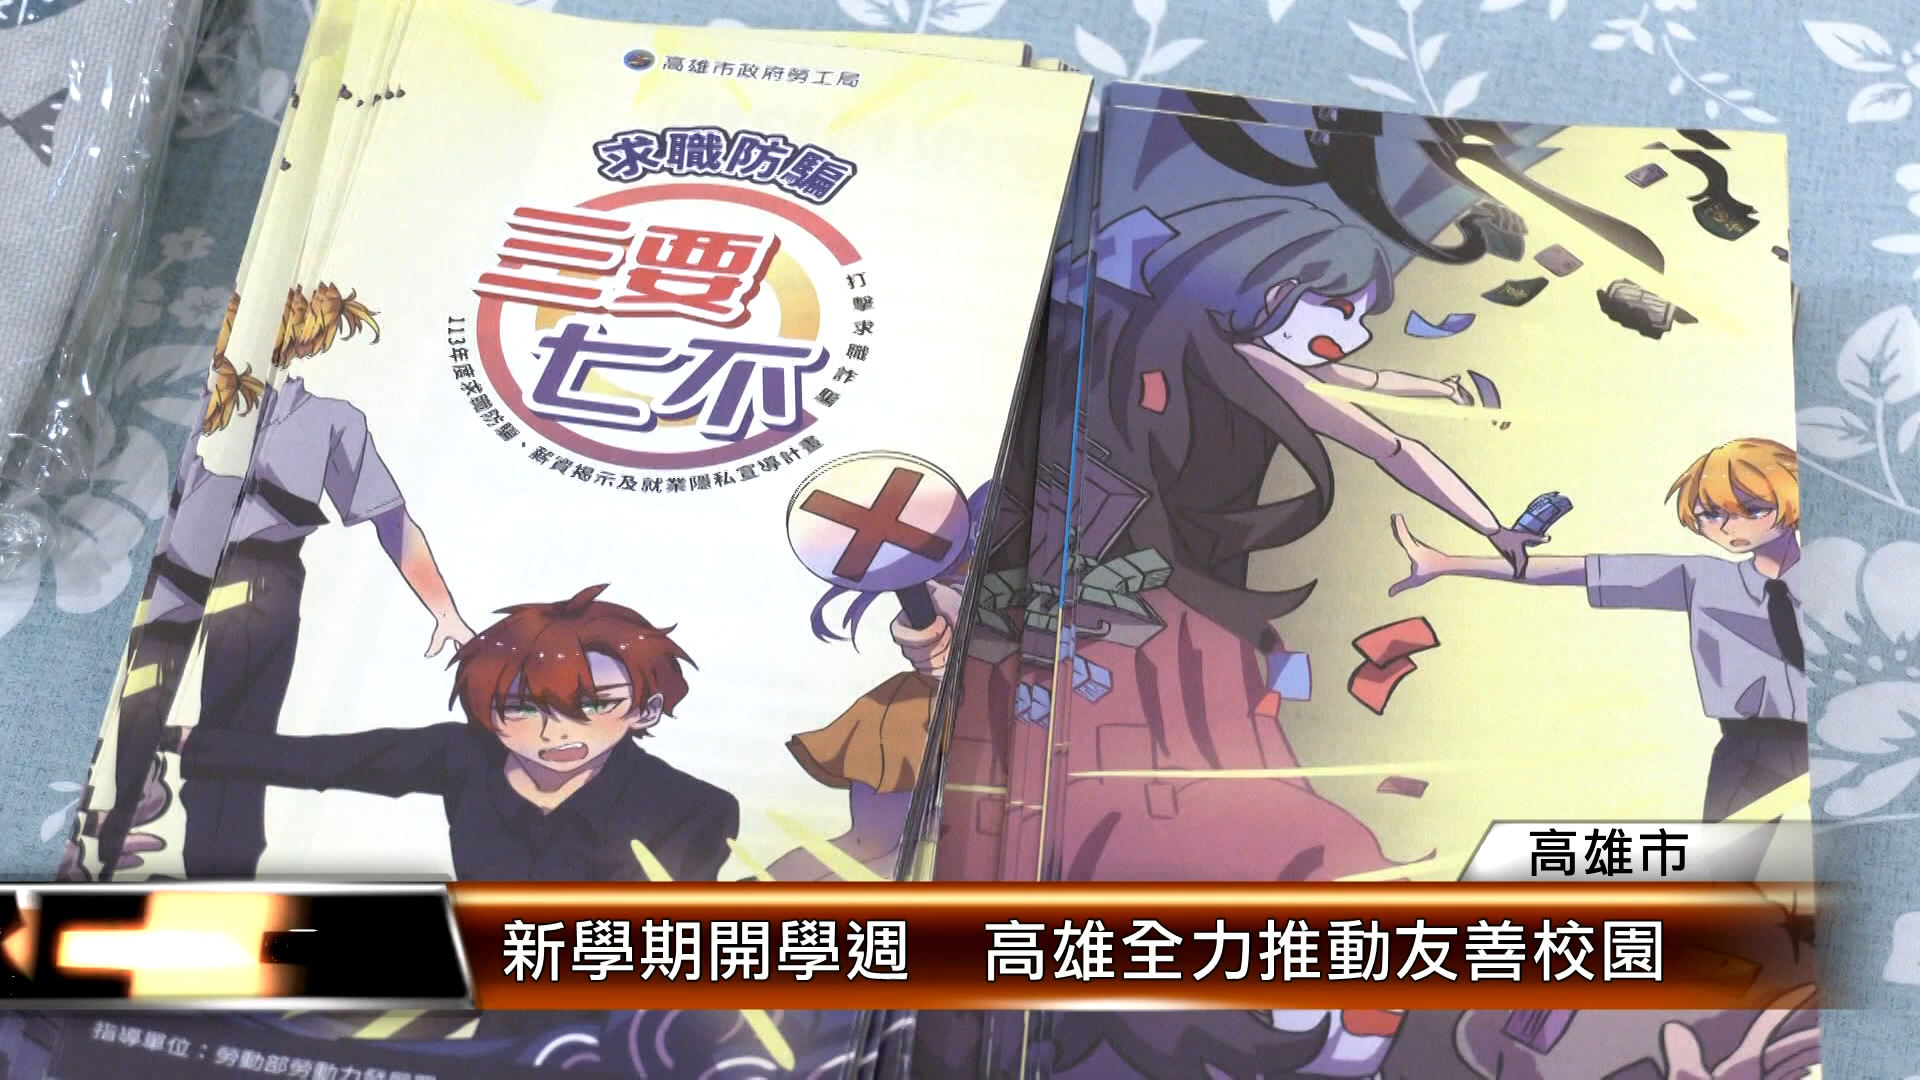 高雄市政府勞工局
求職防騙
三要
七不
打擊求職詐騙
113年度求職防騙、薪資揭示及就業隱私宣導計畫
高雄市
新學期開學週 高雄全力推動友善校園
指導單位：勞動部勞動力發展署